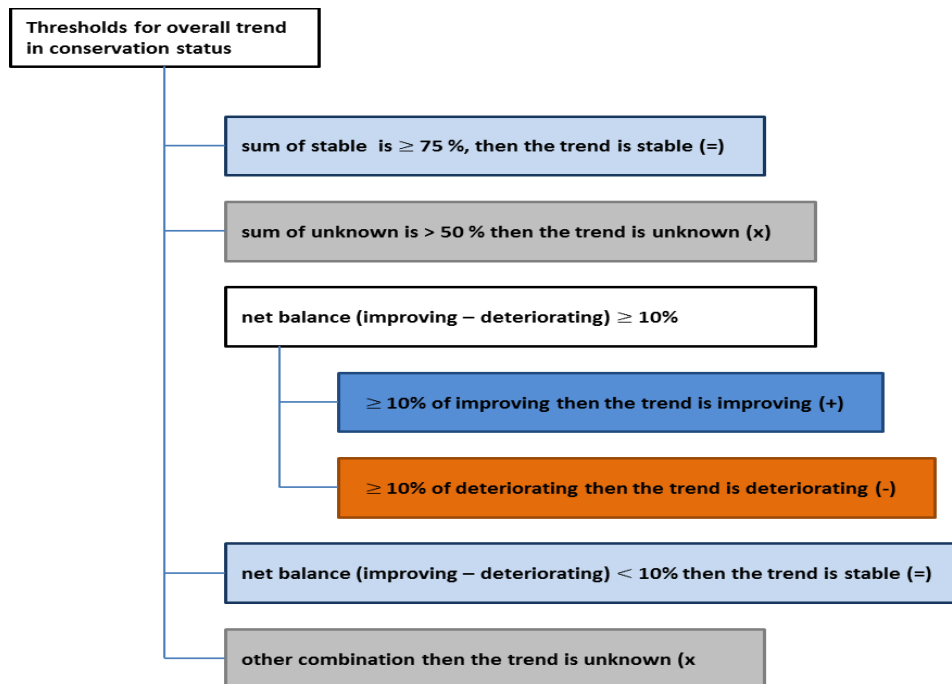 Thresholds for overall trend
in conservation status
sum of stable is ≥ 75 %, then the trend is stable (=)
sum of unknown is > 50 % then the trend is unknown (x)
net balance (improving – deteriorating) ≥ 10%
≥ 10% of improving then the trend is improving (+)
≥ 10% of deteriorating then the trend is deteriorating (-)
net balance (improving – deteriorating) < 10% then the trend is stable (=)
other combination then the trend is unknown (x